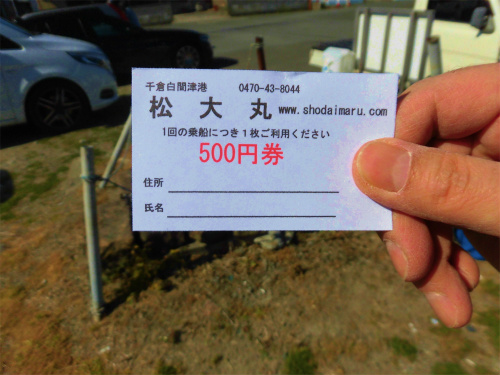 千倉白間津港 0470-43-8044
松大丸 www.shodaimaru.com
1回の乗船につき1枚ご利用ください
500円券
住所
氏名